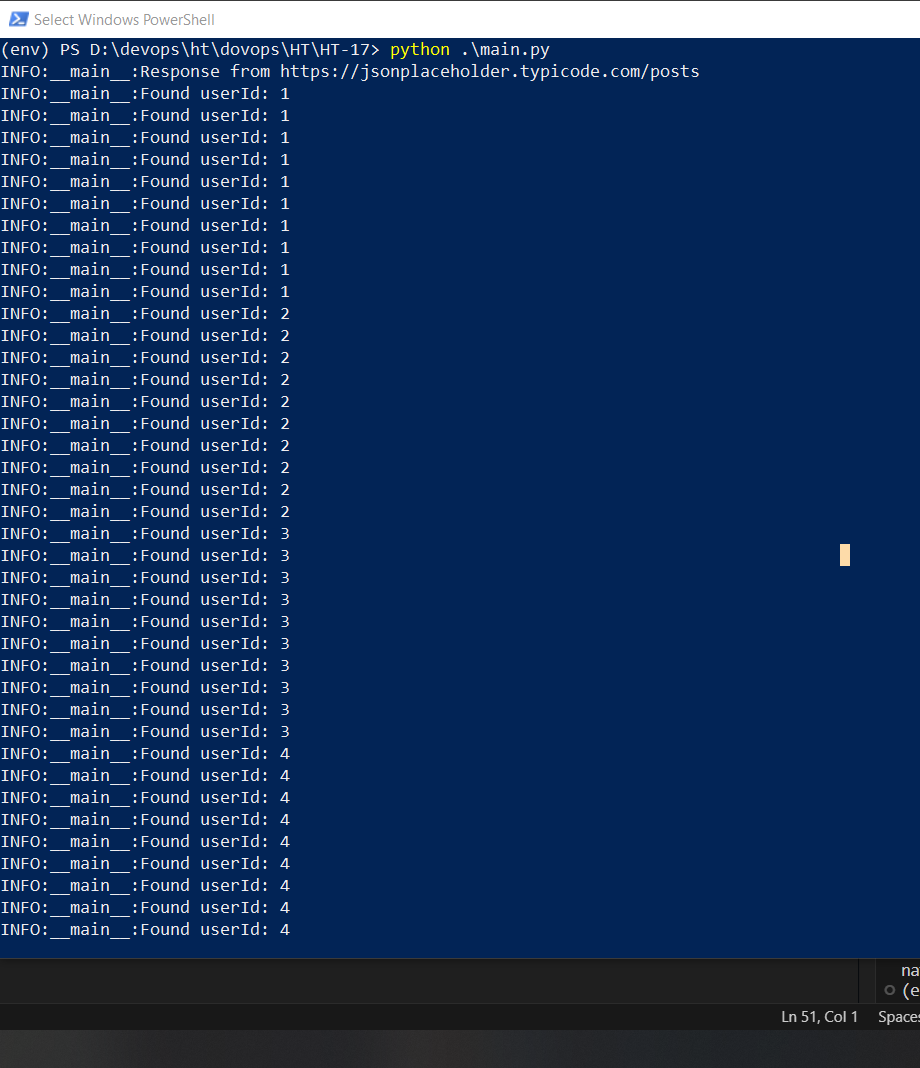 Select Windows PowerShell
(env) PS D:\devops\ht\dovops\HT\HT-17> python .\main.py
INFO:__main__:Response from https://jsonplaceholder.typicode.com/posts
INFO:__main__:Found userId: 1
INFO:__main__:Found userId: 1
INFO:__main__:Found userId: 1
INFO:__main__:Found userId: 1
INFO:__main__:Found userId: 1
INFO:__main__:Found userId: 1
INFO:__main__:Found userId: 1
INFO:__main__:Found userId: 1
INFO:__main__:Found userId: 1
INFO:__main__:Found userId: 1
INFO:__main__:Found userId: 2
INFO:__main__:Found userId: 2
INFO:__main__:Found userId: 2
INFO:__main__:Found userId: 2
INFO:__main__:Found userId: 2
INFO:__main__:Found userId: 2
INFO:__main__:Found userId: 2
INFO:__main__:Found userId: 2
INFO:__main__:Found userId: 2
INFO:__main__:Found userId: 2
INFO:__main__:Found userId: 3
INFO:__main__:Found userId: 3
INFO:__main__:Found userId: 3
INFO:__main__:Found userId: 3
INFO:__main__:Found userId: 3
INFO:__main__:Found userId: 3
INFO:__main__:Found userId: 3
INFO:__main__:Found userId: 3
INFO:__main__:Found userId: 3
INFO:__main__:Found userId: 3
INFO:__main__:Found userId: 4
INFO:__main__:Found userId: 4
INFO:__main__:Found userId: 4
INFO:__main__:Found userId: 4
INFO:__main__:Found userId: 4
INFO:__main__:Found userId: 4
INFO:__main__:Found userId: 4
INFO:__main__:Found userId: 4
INFO:__main__:Found userId: 4
na
(e
Ln 51, Col 1 Spaces